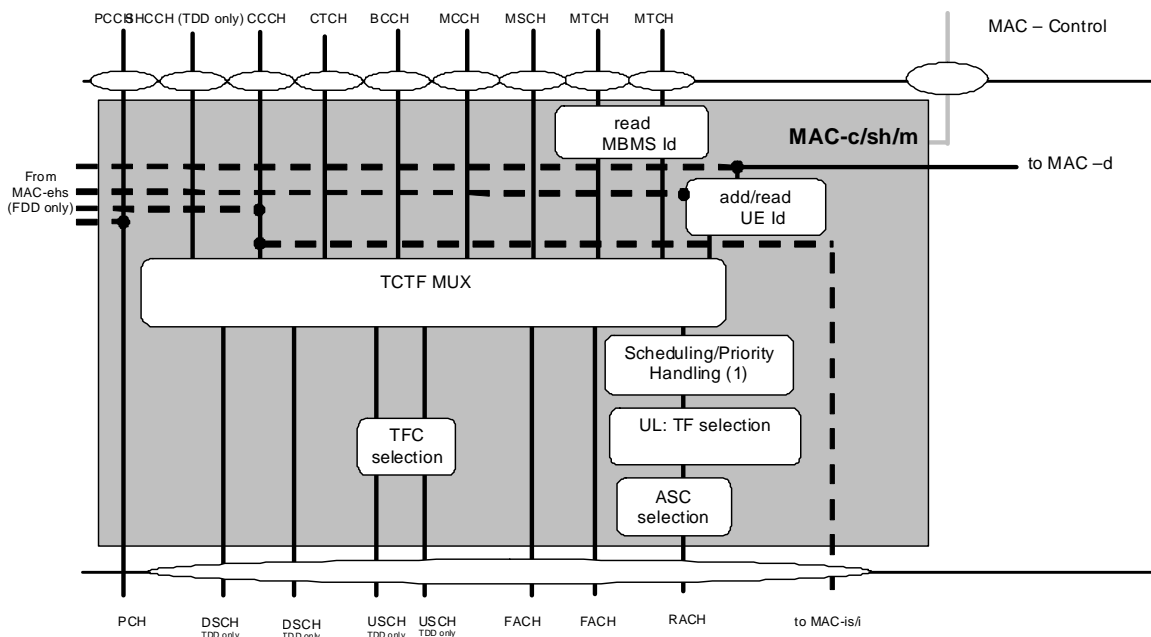 PCCH SHCCH (TDD only) CCCH CTCH BCCH MCCH MSCH MTCH MTCH
MAC – Control
read
MBMS Id
MAC-c/sh/m
to MAC –d
From
MAC-ehs
(FDD only)
add/read
UE Id
TCTF MUX
Scheduling/Priority
Handling (1)
UL: TF selection
TFC
selection
ASC
selection
PCH DSCH DSCH USCH USCH FACH FACH RACH to MAC-is/i
TDD only TDD only TDD only TDD only